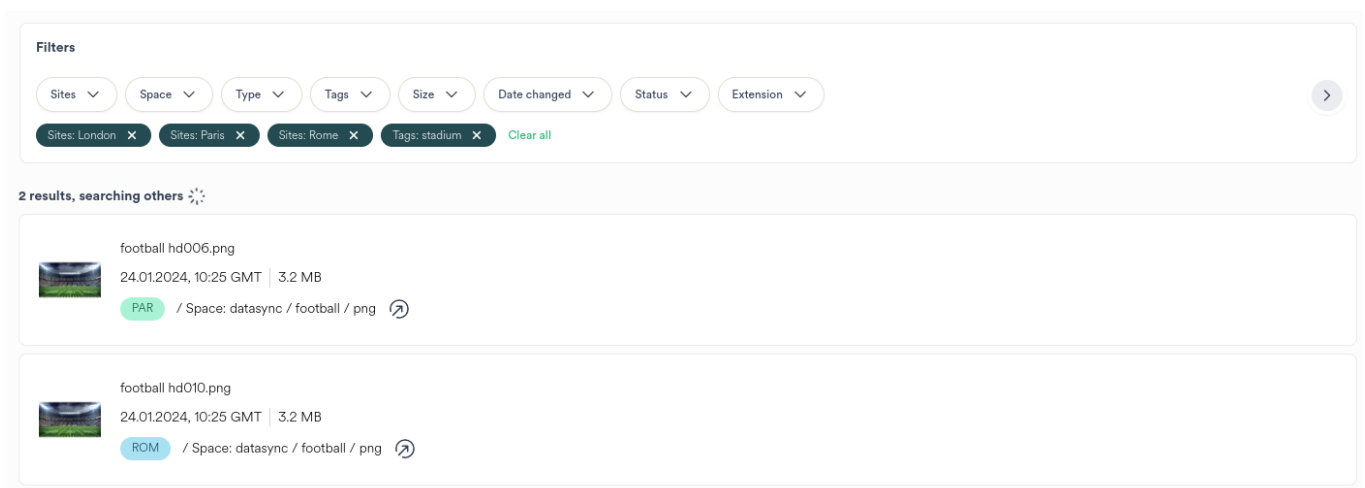 Filters
Sites Space Type Tags Size Date changed Status Extension
Sites: London Sites: Paris Sites: Rome Tags: stadium Clear all
2 results, searching others
football hd006.png
24.01.2024, 10:25 GMT 3.2 MB
PAR / Space: datasync / football / png
football hd010.png
24.01.2024, 10:25 GMT 3.2 MB
ROM / Space: datasync / football / png